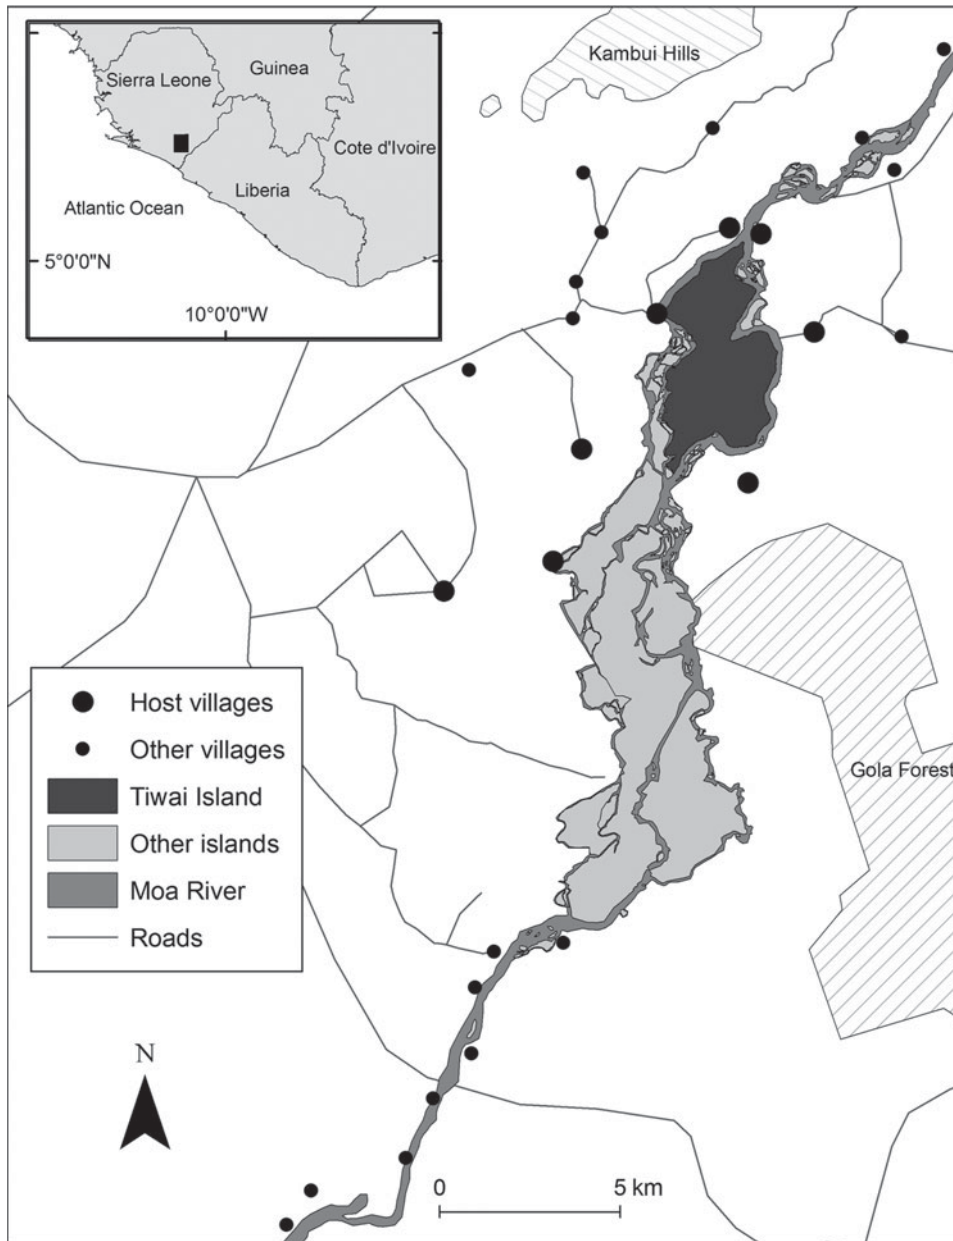 Kambui Hills
Sierra Leone
Guinea
Cote d'Ivoire
Liberia
Atlantic Ocean
5°0'0"N
10°0'0"W
Host villages
Other villages
Tiwai Island
Other islands
Moa River
Roads
Gola Forest
N
0 5 km